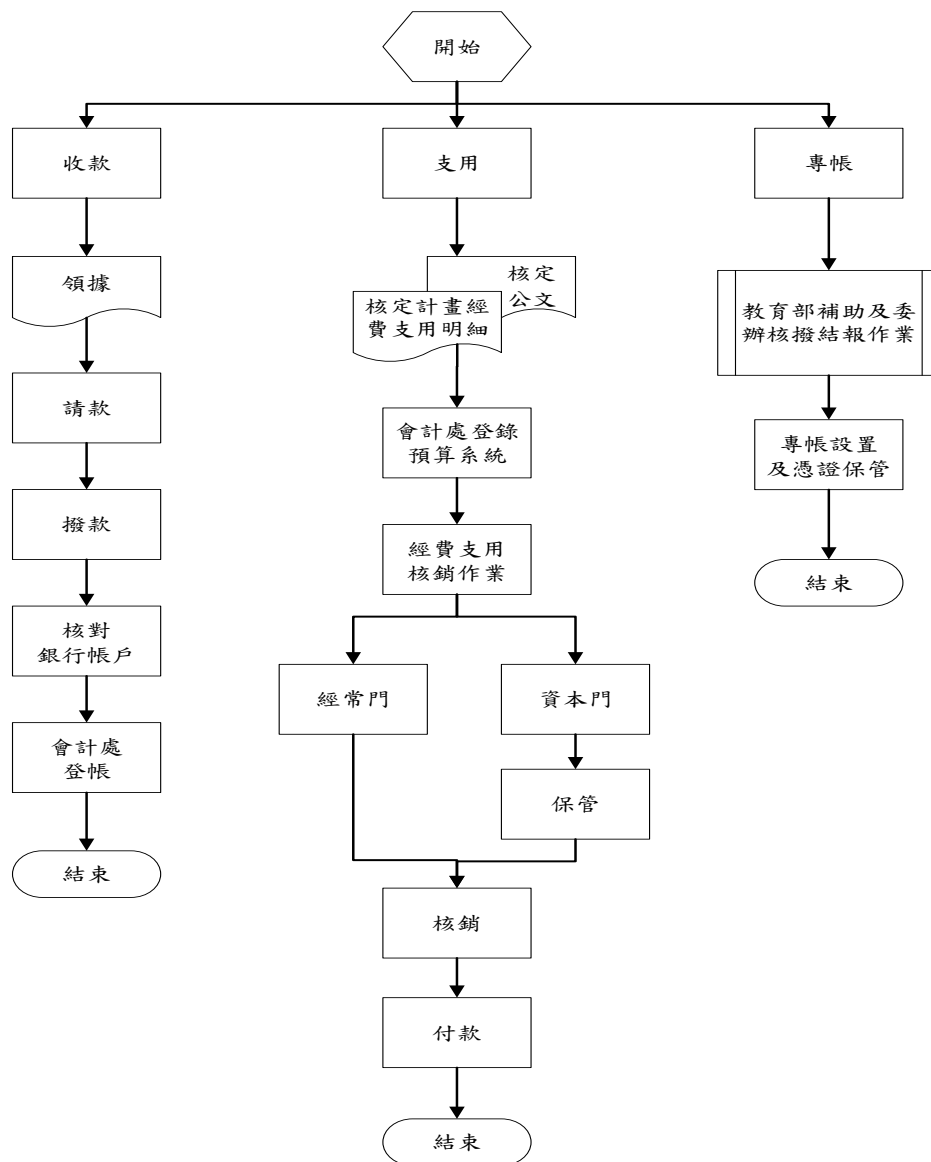 開始
收款
領據
請款
撥款
核對
銀行帳戶
會計處
登帳
結束
支用
核定
公文
核定計畫經
費支用明細
會計處登錄
預算系統
經費支用
核銷作業
經常門
資本門
保管
核銷
付款
結束
專帳
教育部補助及委
辦核撥結報作業
專帳設置
及憑證保管
結束